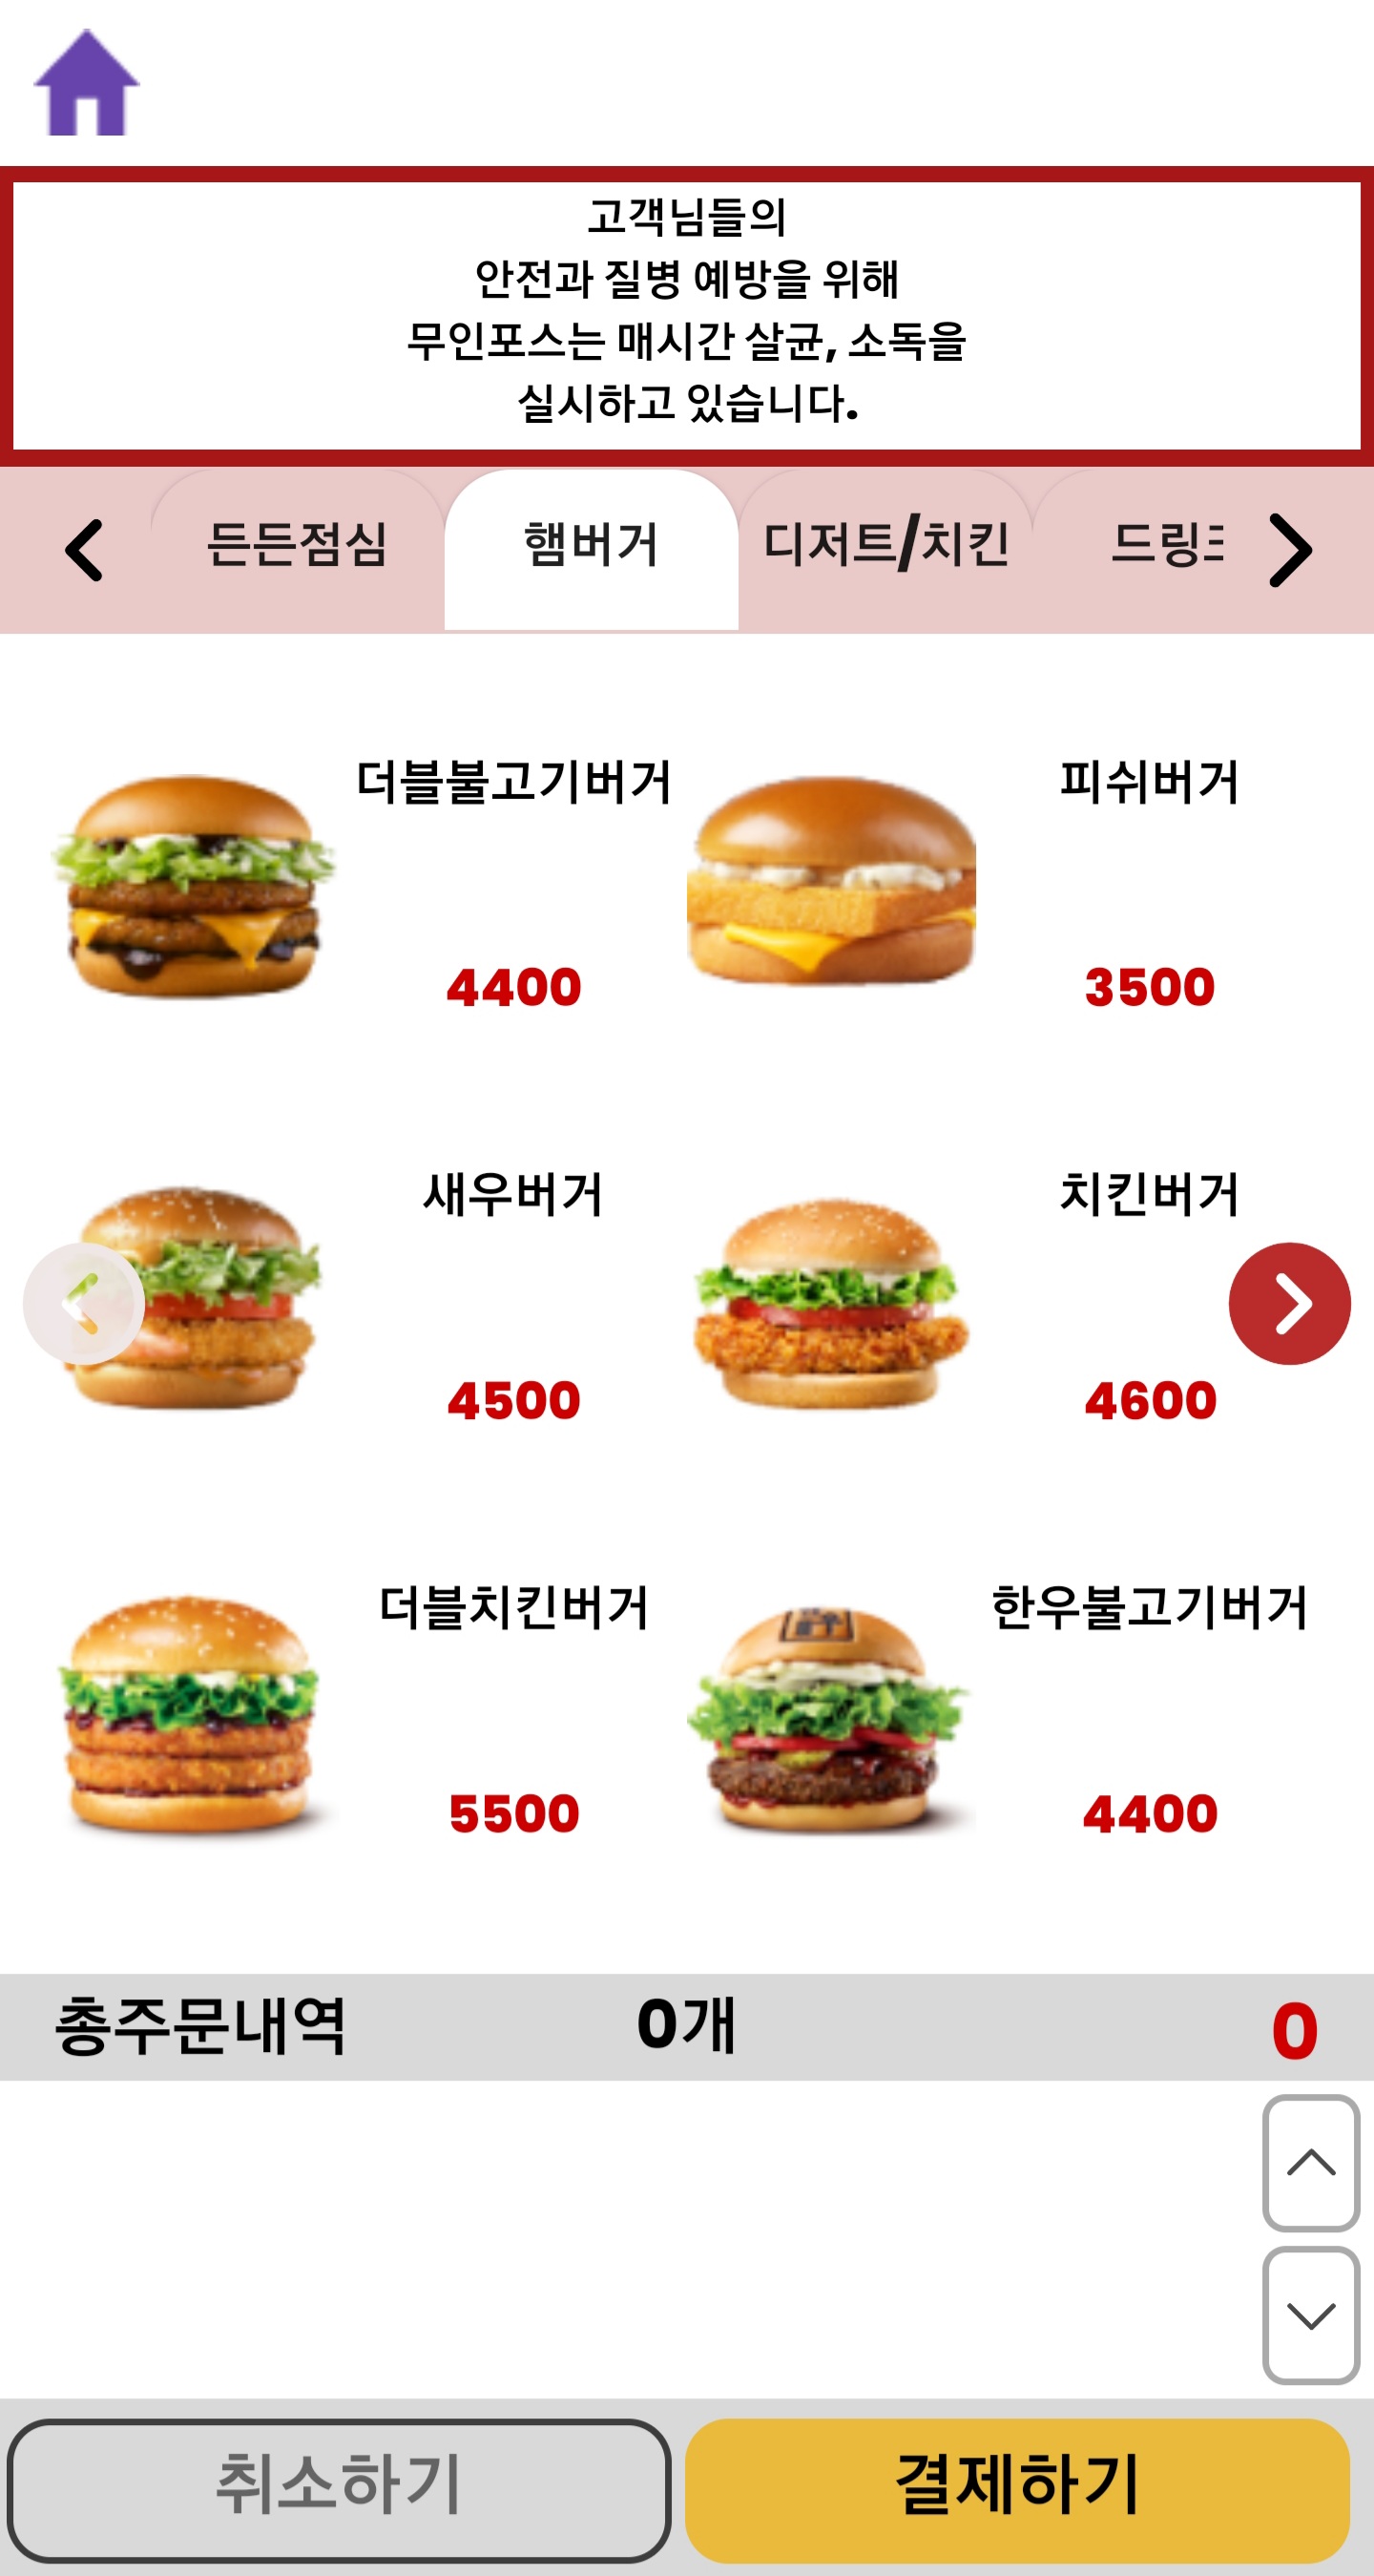 고객님들의
안전과 질병 예방을 위해
무인포스는 매시간 살균, 소독을
실시하고 있습니다.
든든점심 햄버거 디저트/치킨
더블불고기버거 피쉬버거
4400 3500
새우버거 치킨버거
4500 4600
더블치킨버거 한우불고기버거
5500 4400
총주문내역 0개 0
취소하기 결제하기